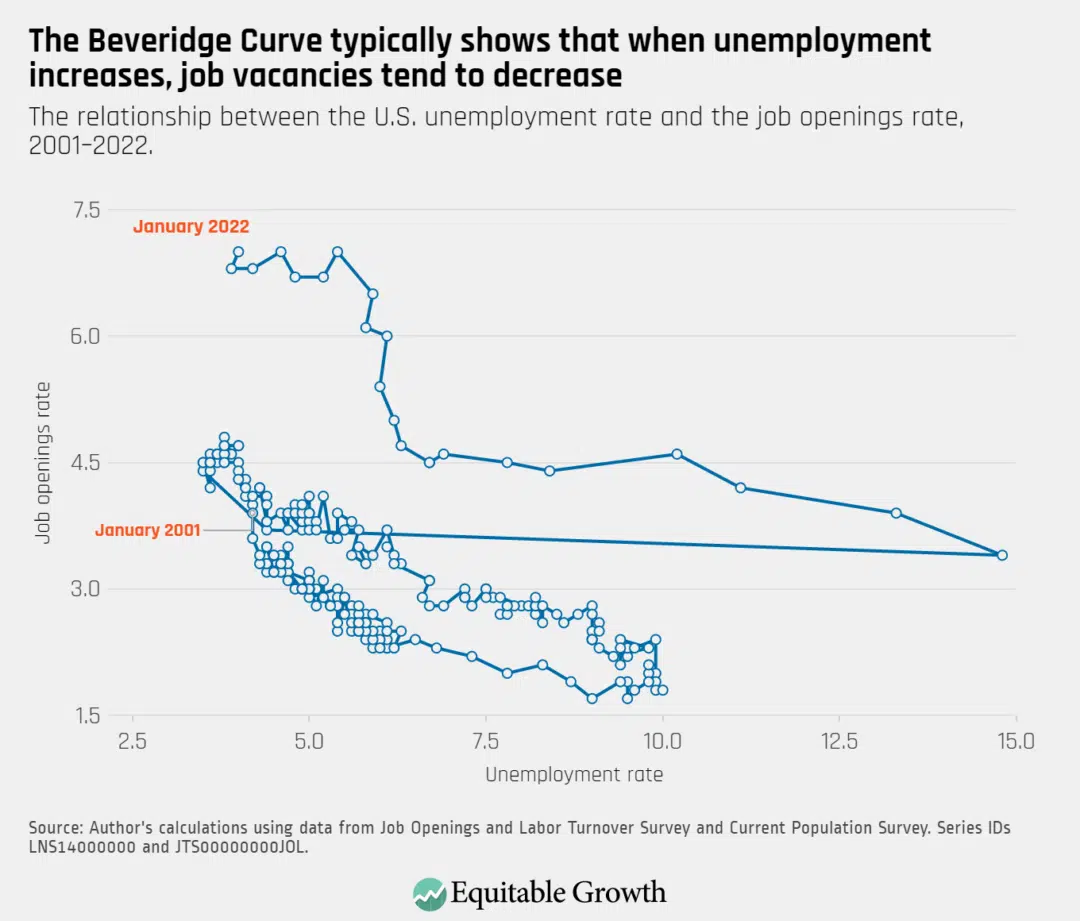 The Beveridge Curve typically shows that when unemployment
increases, job vacancies tend to decrease
The relationship between the U.S. unemployment rate and the job openings rate,
2001–2022.
7.5
January 2022
6.0
Job openings rate
4.5
January 2001
3.0
1.5
2.5
5.0
7.5
10.0
12.5
15.0
Unemployment rate
Source: Author's calculations using data from Job Openings and Labor Turnover Survey and Current Population Survey. Series IDs
LNS14000000 and JTS00000000JOL.
Equitable Growth